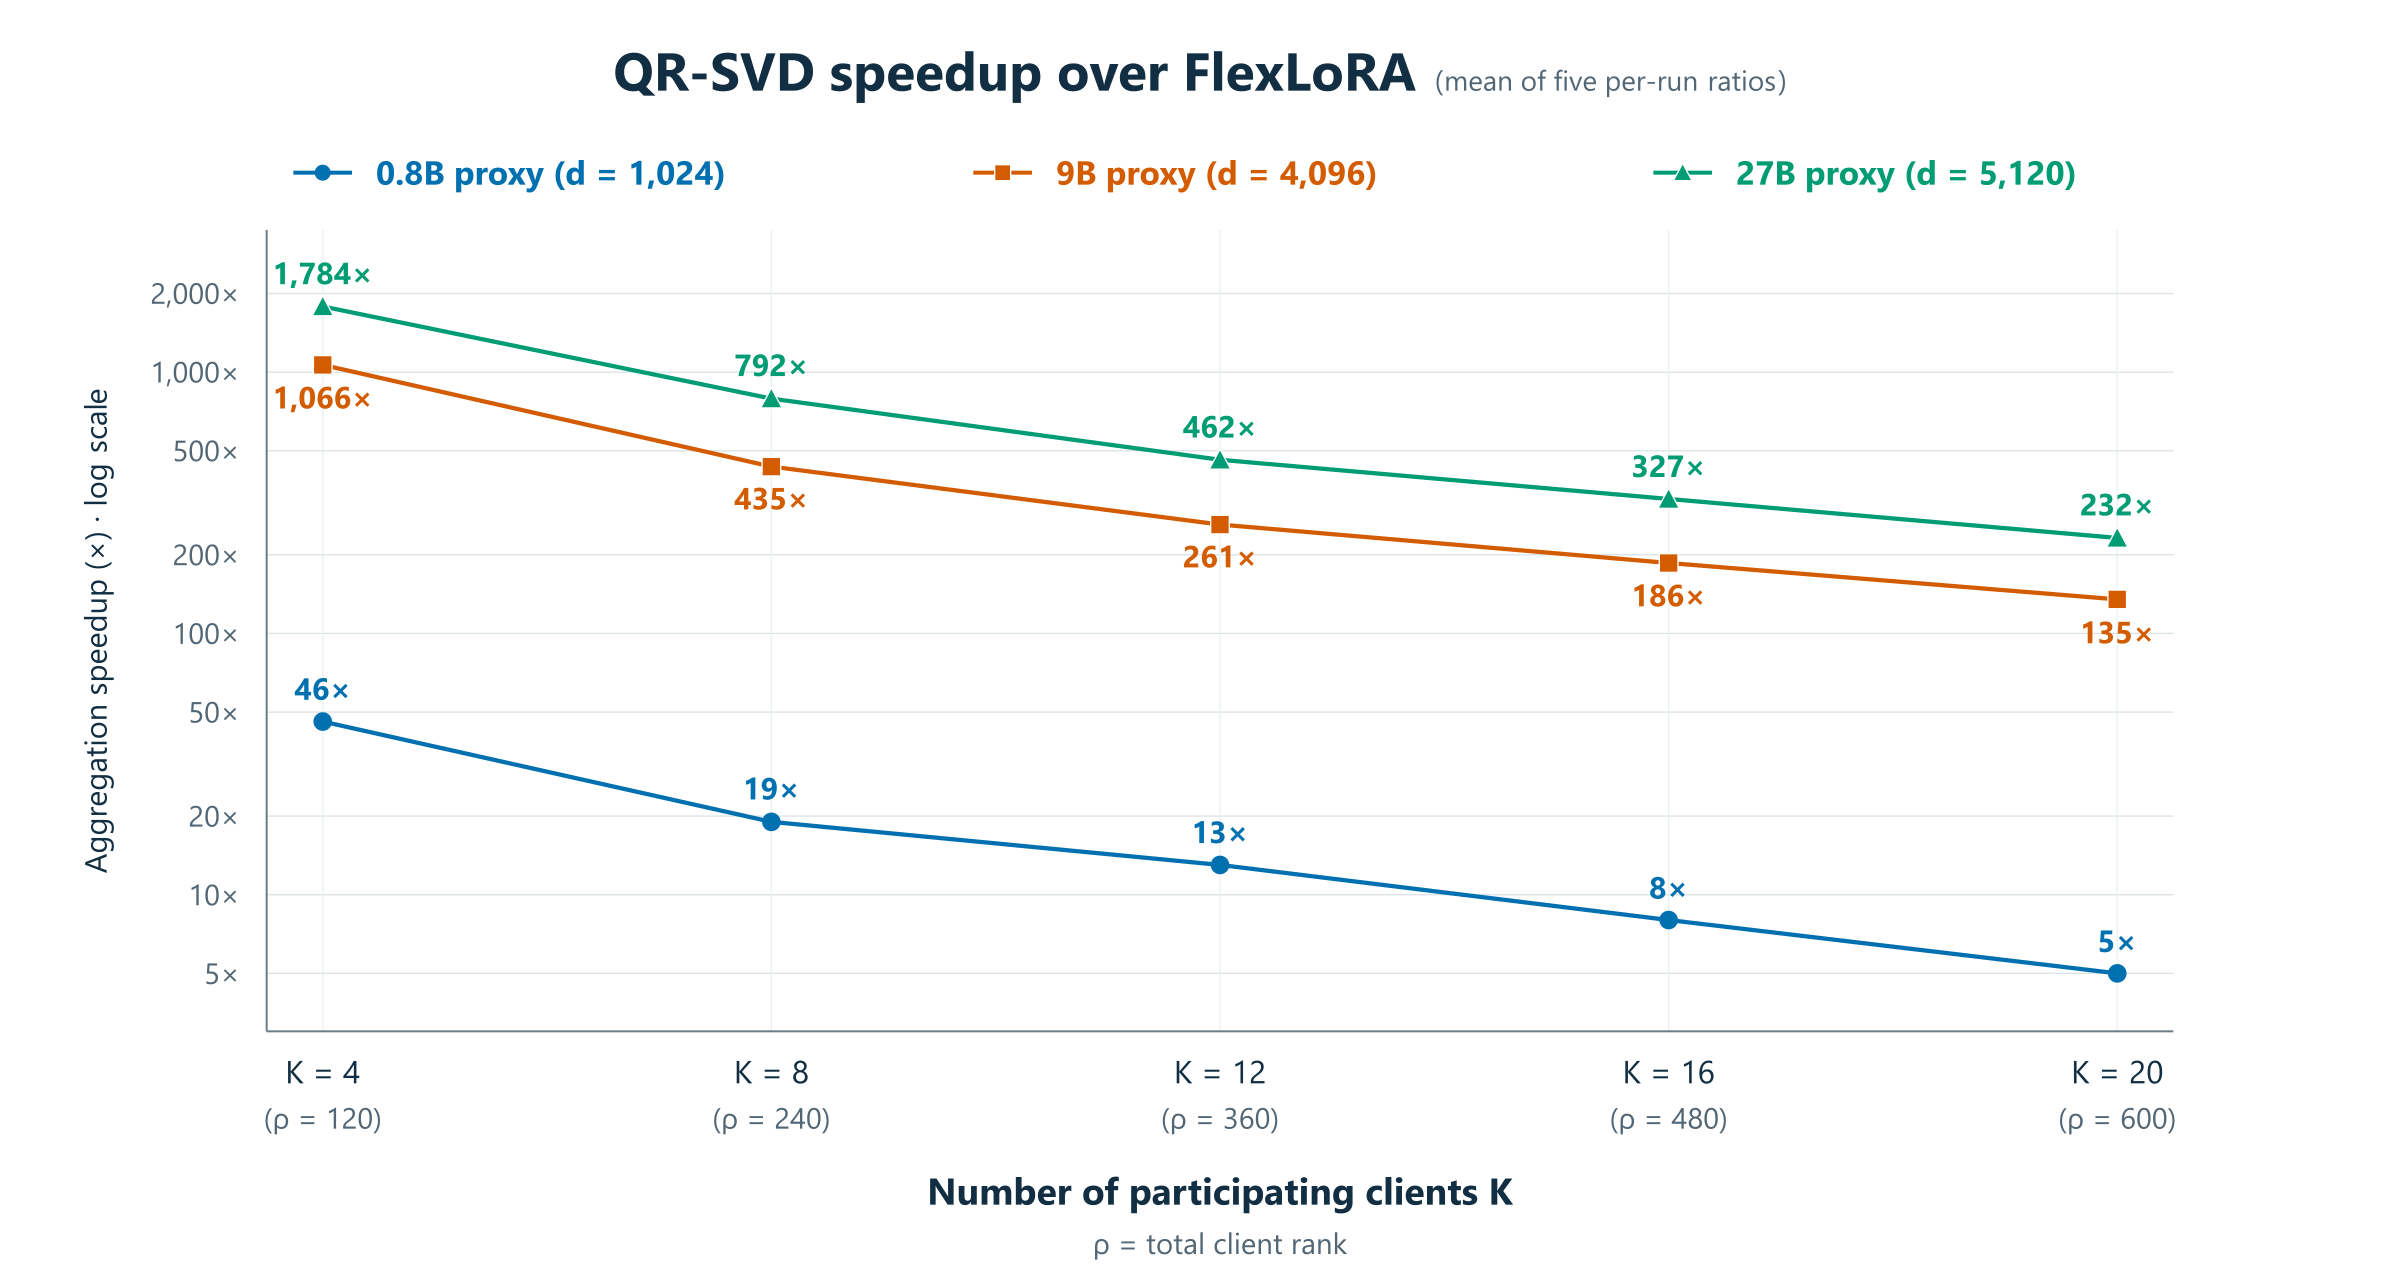 QR-SVD speedup over FlexLoRA (mean of five per-run ratios)
0.8B proxy (d = 1,024)
9B proxy (d = 4,096)
27B proxy (d = 5,120)
Aggregation speedup (×) · log scale
2,000×
1,000×
500×
200×
100×
50×
20×
10×
5×
1,784×
792×
462×
327×
232×
1,066×
435×
261×
186×
135×
46×
19×
13×
8×
5×
K = 4
(ρ = 120)
K = 8
(ρ = 240)
K = 12
(ρ = 360)
K = 16
(ρ = 480)
K = 20
(ρ = 600)
Number of participating clients K
ρ = total client rank